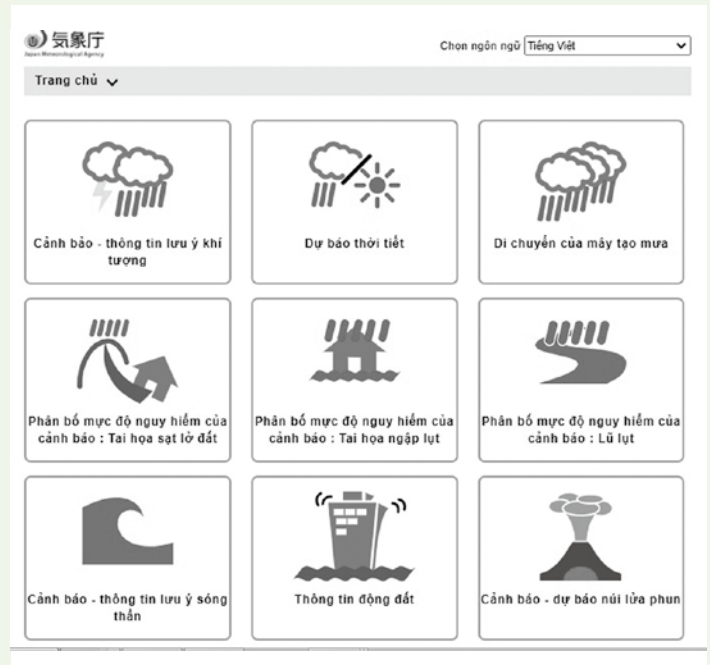 気象庁
Japan Meteorological Agency
Chọn ngôn ngữ Tiếng Việt
Trang chủ
Cảnh bảo - thông tin lưu ý khí
tượng
Dự báo thời tiết
Di chuyển của mây tạo mưa
Phân bố mực độ nguy hiểm của
cảnh báo : Tai họa sạt lở đất
Phân bố mực độ nguy hiểm của
cảnh báo : Tai họa ngập lụt
Phân bố mực độ nguy hiểm của
cảnh báo : Lũ lụt
Cảnh báo - thông tin lưu ý sóng
thần
Thông tin động đất
Cảnh báo - dự báo núi lửa phun